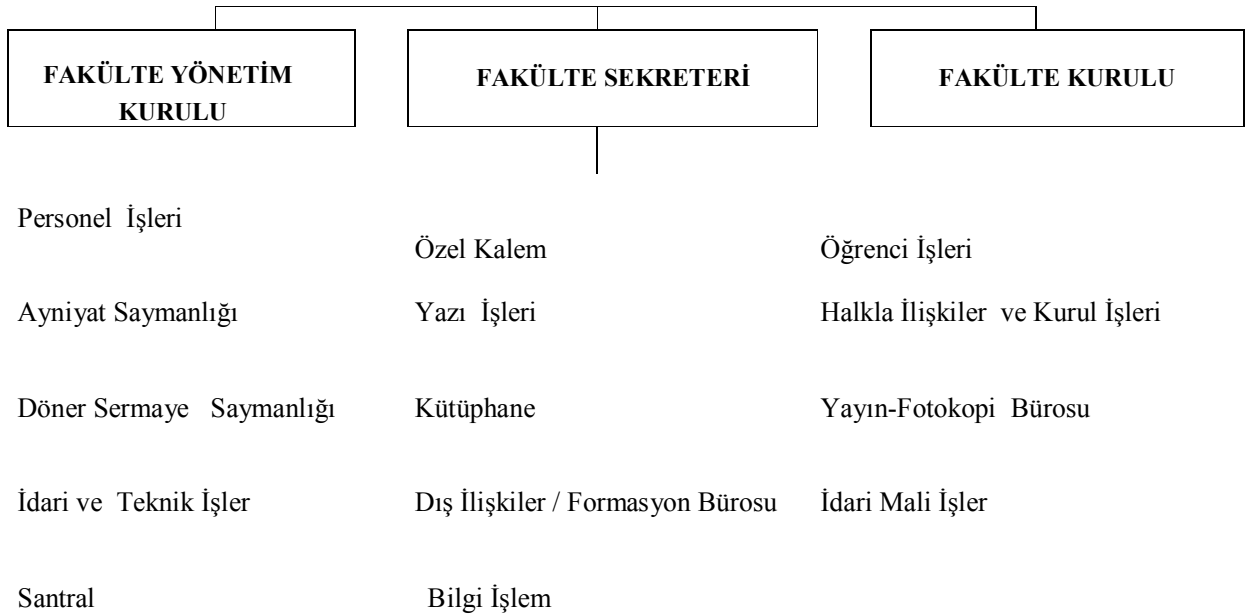 FAKÜLTE YÖNETİM
KURULU
FAKÜLTE SEKRETERİ
FAKÜLTE KURULU
Personel İşleri
Özel Kalem
Öğrenci İşleri
Ayniyat Saymanlığı
Yazı İşleri
Halkla İlişkiler ve Kurul İşleri
Döner Sermaye Saymanlığı
Kütüphane
Yayın-Fotokopi Bürosu
İdari ve Teknik İşler
Dış İlişkiler / Formasyon Bürosu
İdari Mali İşler
Santral
Bilgi İşlem